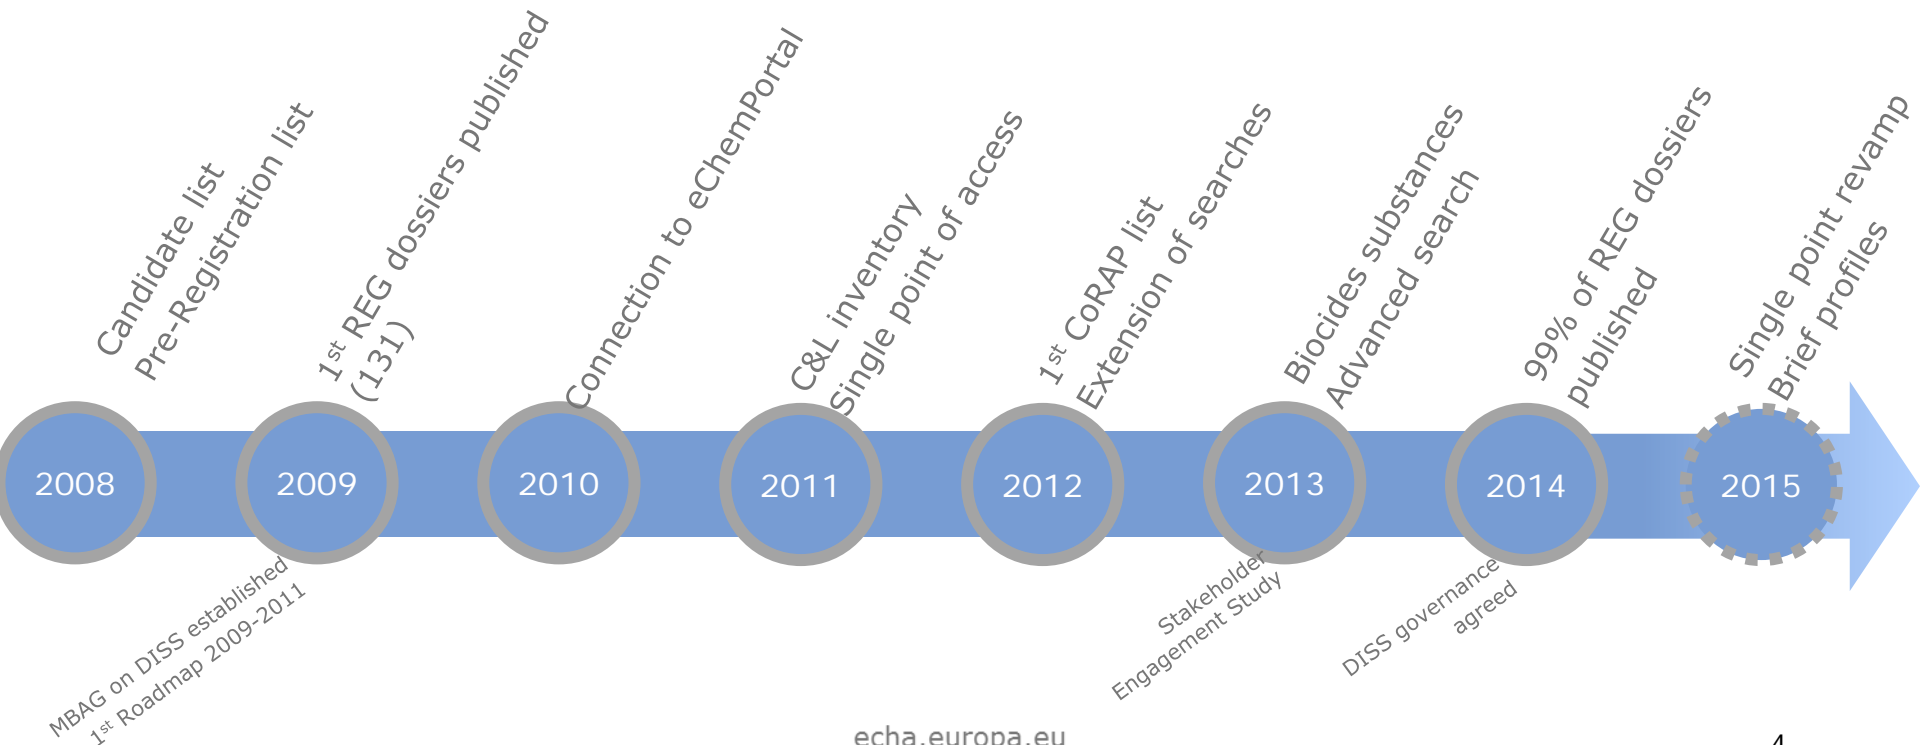 Candidate list
Pre-Registration list
1st REG dossiers published
(131)
Connection to eChemPortal
C&L inventory
Single point of access
1st CoRAP list
Extension of searches
Biocides substances
Advanced search
99% of REG dossiers
published
Single point revamp
Brief profiles
2008
2009
2010
2011
2012
2013
2014
2015
MBAG on DISS established
1st Roadmap 2009-2011
Stakeholder
Engagement Study
DISS governance
agreed
echa.europa.eu
4